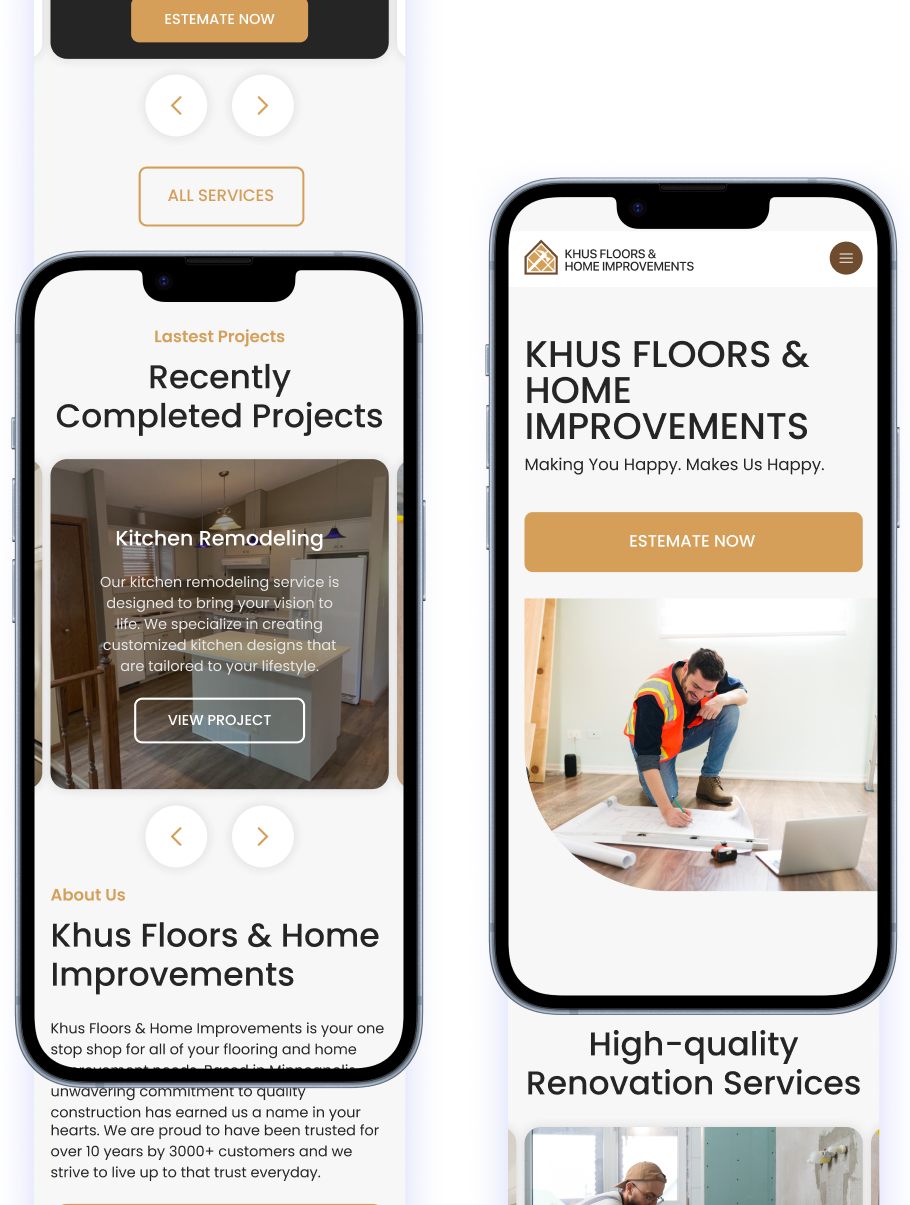 ESTEMATE NOW
ALL SERVICES
Lastest Projects
Recently
Completed Projects
Kitchen Remodeling
Our kitchen remodeling service is
designed to bring your vision to
life. We specialize in creating
customized kitchen designs that
are tailored to your lifestyle.
VIEW PROJECT
About Us
Khus Floors & Home
Improvements
Khus Floors & Home Improvements is your one
stop shop for all of your flooring and home
unwavering commitment to quality
construction has earned us a name in your
hearts. We are proud to have been trusted for
over 10 years by 3000+ customers and we
strive to live up to that trust everyday.
KHUS FLOORS &
HOME IMPROVEMENTS
KHUS FLOORS &
HOME
IMPROVEMENTS
Making You Happy. Makes Us Happy.
ESTEMATE NOW
High-quality
Renovation Services